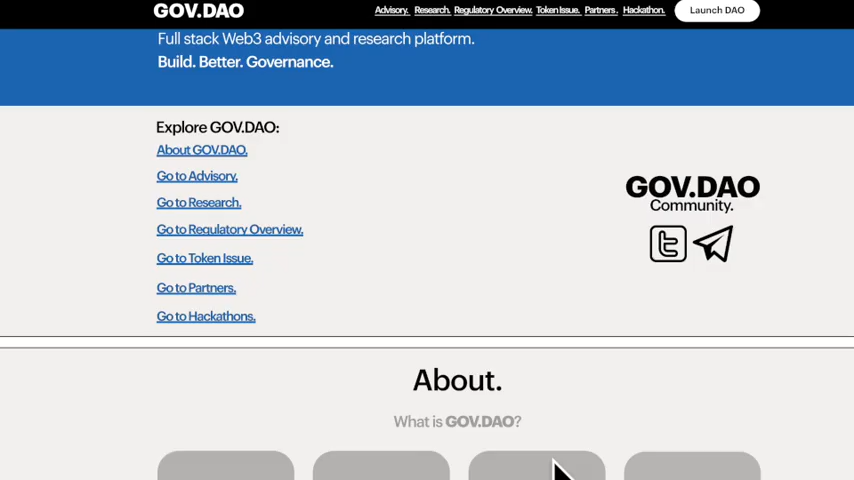 GOV.DAO
Advisory. Research. Regulatory Overview. Token Issue. Partners. Hackathon. Launch DAO
Full stack Web3 advisory and research platform.
Build. Better. Governance.
Explore GOV.DAO:
About GOV.DAO.
Go to Advisory.
Go to Research.
Go to Regulatory Overview.
Go to Token Issue.
Go to Partners.
Go to Hackathons.
GOV.DAO
Community.
About.
What is GOV.DAO?